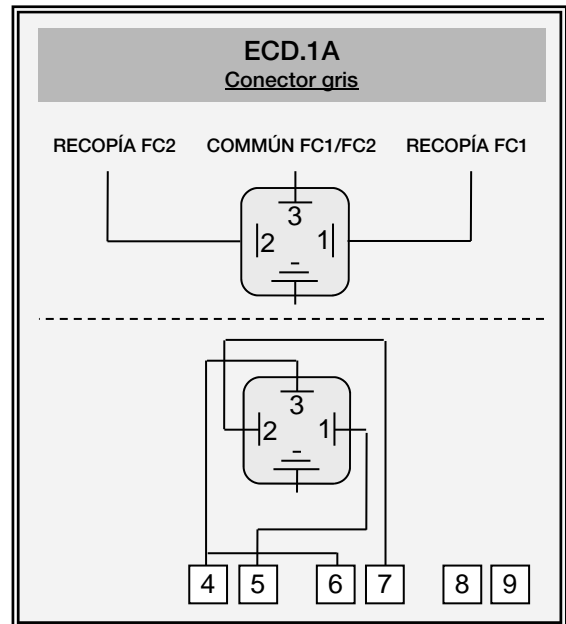 ECD.1A
Conector gris
RECOPÍA FC2 COMMÚN FC1/FC2 RECOPÍA FC1
3
2 1
3
2 1
4 5 6 7 8 9